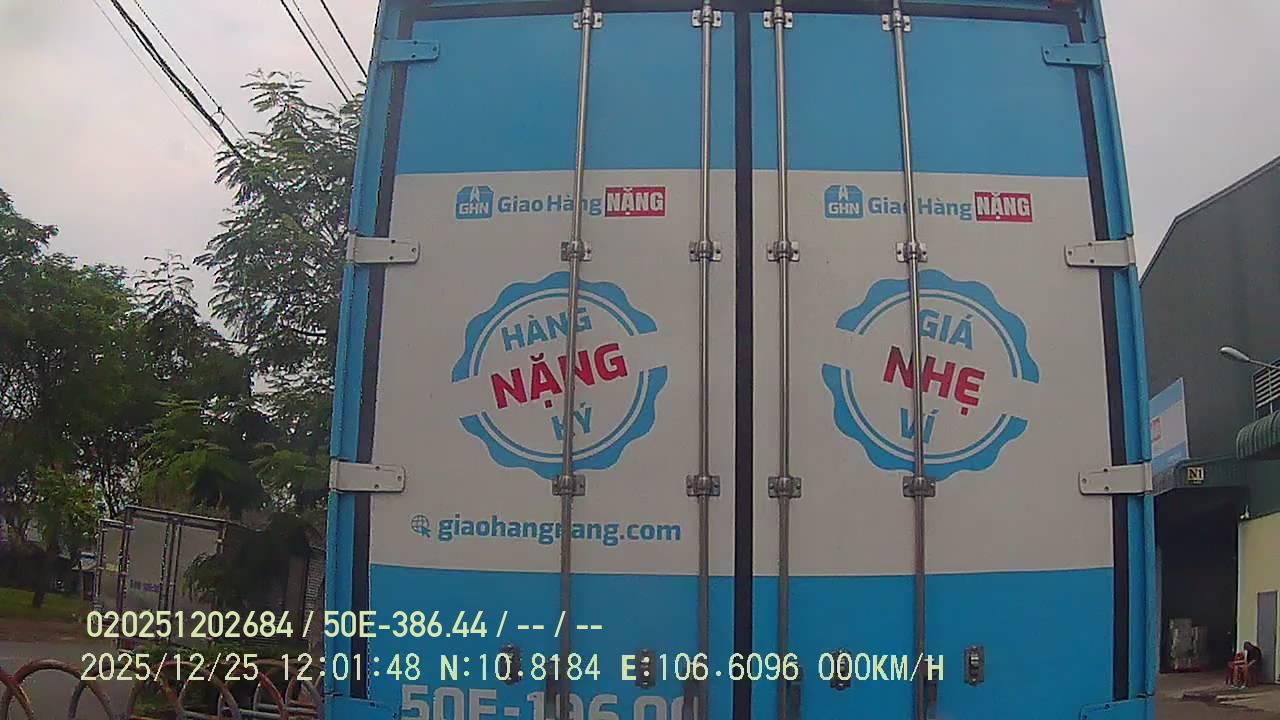 GHN Giao Hàng NẶNG
GHN Giao Hàng NẶNG
HÀNG
NẶNG
KÝ
GIÁ
NHẸ
VÍ
giaohangnang.com
N1
020251202684 / 50E-386.44 / -- / --
2025/12/25 12:01:48 N:10.8184 E:106.6096 000KM/H